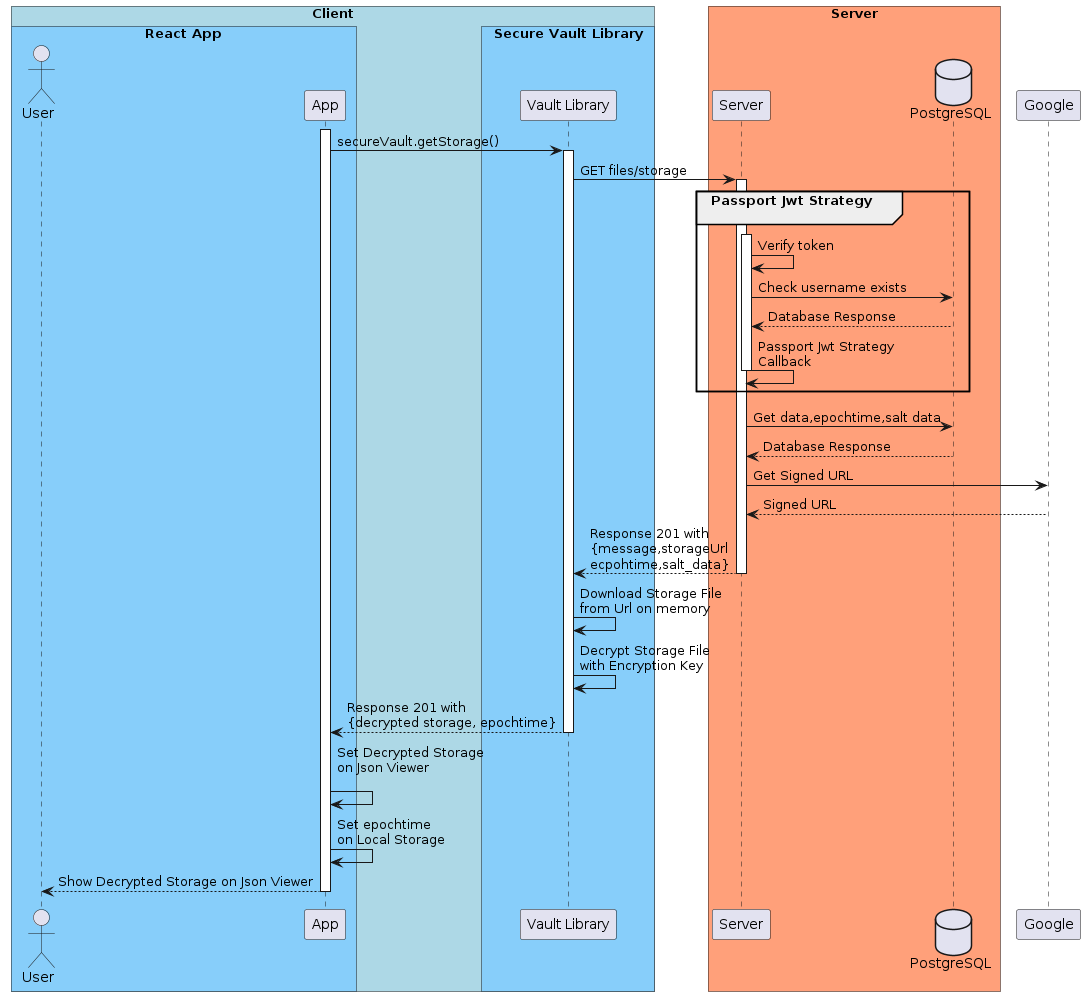 Client
Server
React App
Secure Vault Library
User
App
Vault Library
Server
PostgreSQL
Google
secureVault.getStorage()
GET files/storage
Passport Jwt Strategy
Verify token
Check username exists
Database Response
Passport Jwt Strategy
Callback
Get data,epochtime,salt data
Database Response
Get Signed URL
Signed URL
Response 201 with
{message,storageUrl
ecpohtime,salt_data}
Download Storage File
from Url on memory
Decrypt Storage File
with Encryption Key
Response 201 with
{decrypted storage, epochtime}
Set Decrypted Storage
on Json Viewer
Set epochtime
on Local Storage
Show Decrypted Storage on Json Viewer
User
App
Vault Library
Server
PostgreSQL
Google